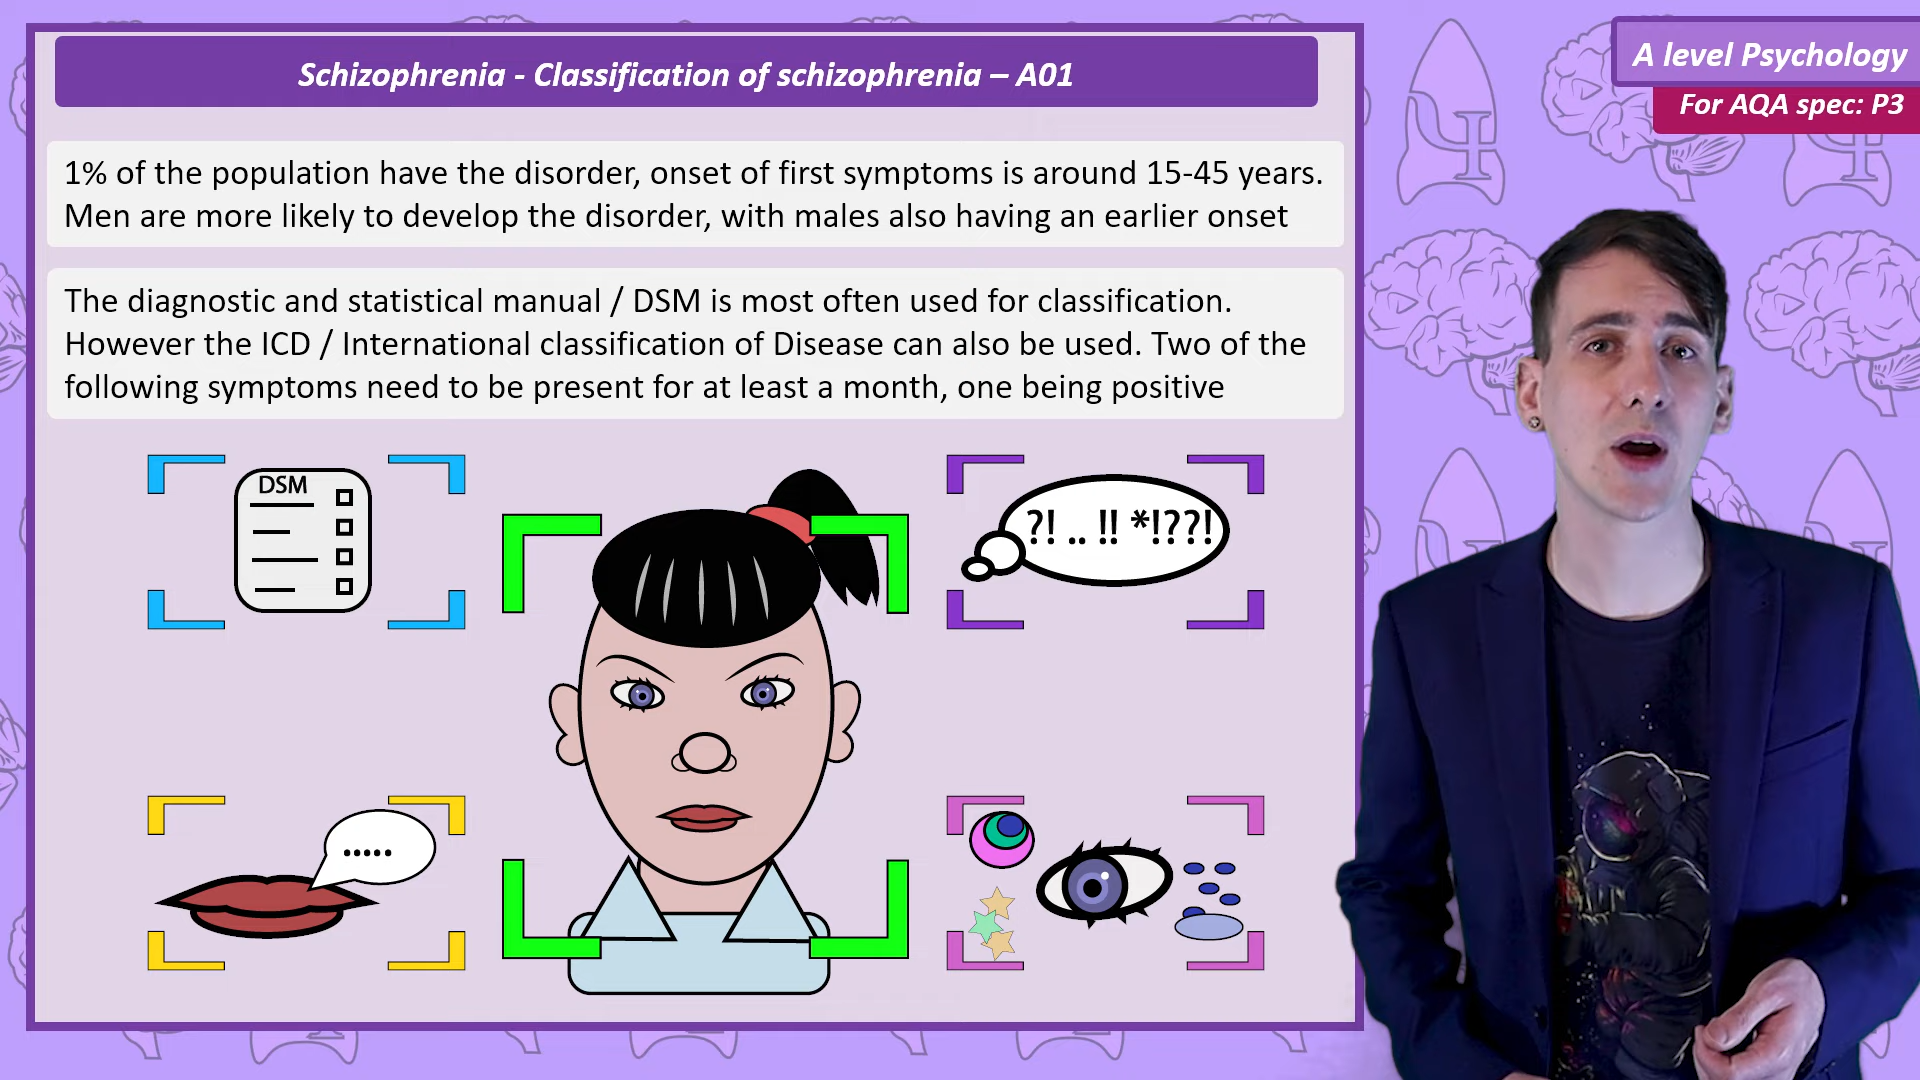 Schizophrenia - Classification of schizophrenia – A01
A level Psychology
For AQA spec: P3
1% of the population have the disorder, onset of first symptoms is around 15-45 years.
Men are more likely to develop the disorder, with males also having an earlier onset
The diagnostic and statistical manual / DSM is most often used for classification.
However the ICD / International classification of Disease can also be used. Two of the
following symptoms need to be present for at least a month, one being positive
DSM
?! .. !! *!??!
.....